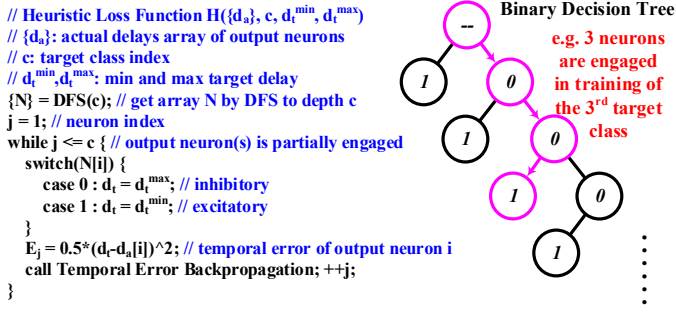 // Heuristic Loss Function H({dₐ}, c, dₜᵐⁱⁿ, dₜᵐᵃˣ)
// {dₐ}: actual delays array of output neurons
// c: target class index
// dₜᵐⁱⁿ,dₜᵐᵃˣ: min and max target delay
{N} = DFS(c); // get array N by DFS to depth c
j = 1; // neuron index
while j <= c { // output neuron(s) is partially engaged
switch(N[i]) {
case 0 : dₜ = dₜᵐᵃˣ; // inhibitory
case 1 : dₜ = dₜᵐⁱⁿ; // excitatory
}
Eⱼ = 0.5*(dₜ-dₐ[i])^2; // temporal error of output neuron i
call Temporal Error Backpropagation; ++j;
}
Binary Decision Tree
e.g. 3 neurons
are engaged
in training of
the 3ʳᵈ target
class
--
1
0
1
0
1
0
1